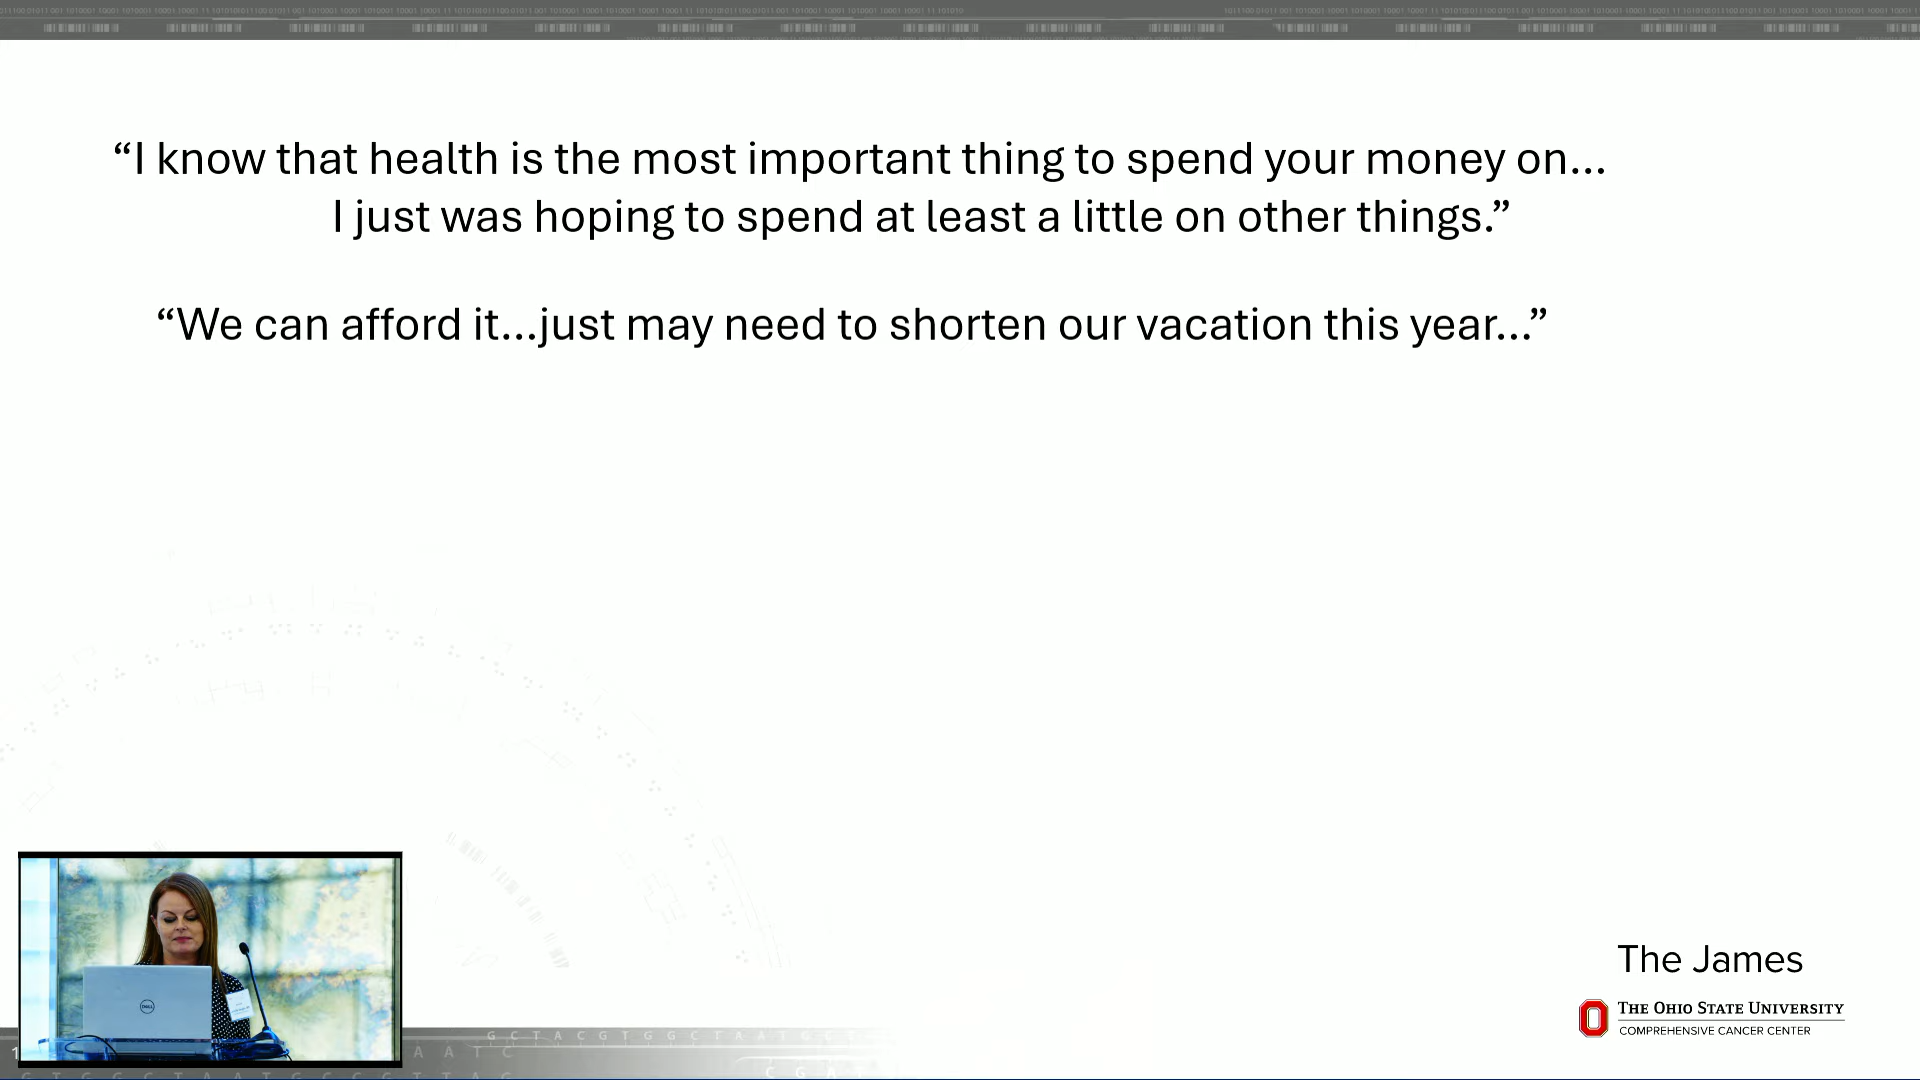 “I know that health is the most important thing to spend your money on…
I just was hoping to spend at least a little on other things.”
“We can afford it…just may need to shorten our vacation this year…”
The James
THE OHIO STATE UNIVERSITY
COMPREHENSIVE CANCER CENTER
DELL
G C T A C G T G G C T A A T G C
A A T C
C G A T
G T G G C T A A T G C C G T T A G